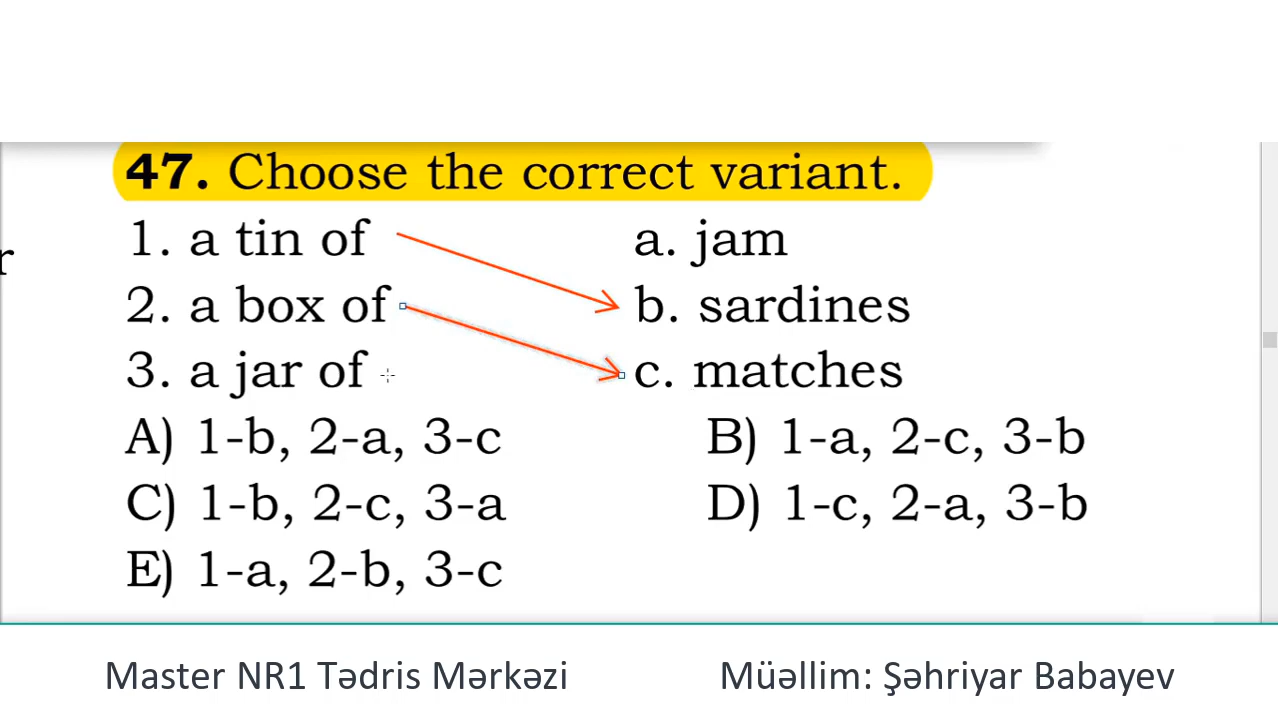 47. Choose the correct variant.
1. a tin of a. jam
r
2. a box of b. sardines
3. a jar of c. matches
A) 1-b, 2-a, 3-c B) 1-a, 2-c, 3-b
C) 1-b, 2-c, 3-a D) 1-c, 2-a, 3-b
E) 1-a, 2-b, 3-c
Master NR1 Tədris Mərkəzi Müəllim: Şəhriyar Babayev